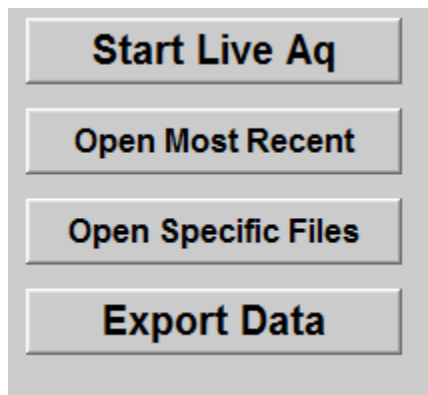 Start Live Aq
Open Most Recent
Open Specific Files
Export Data